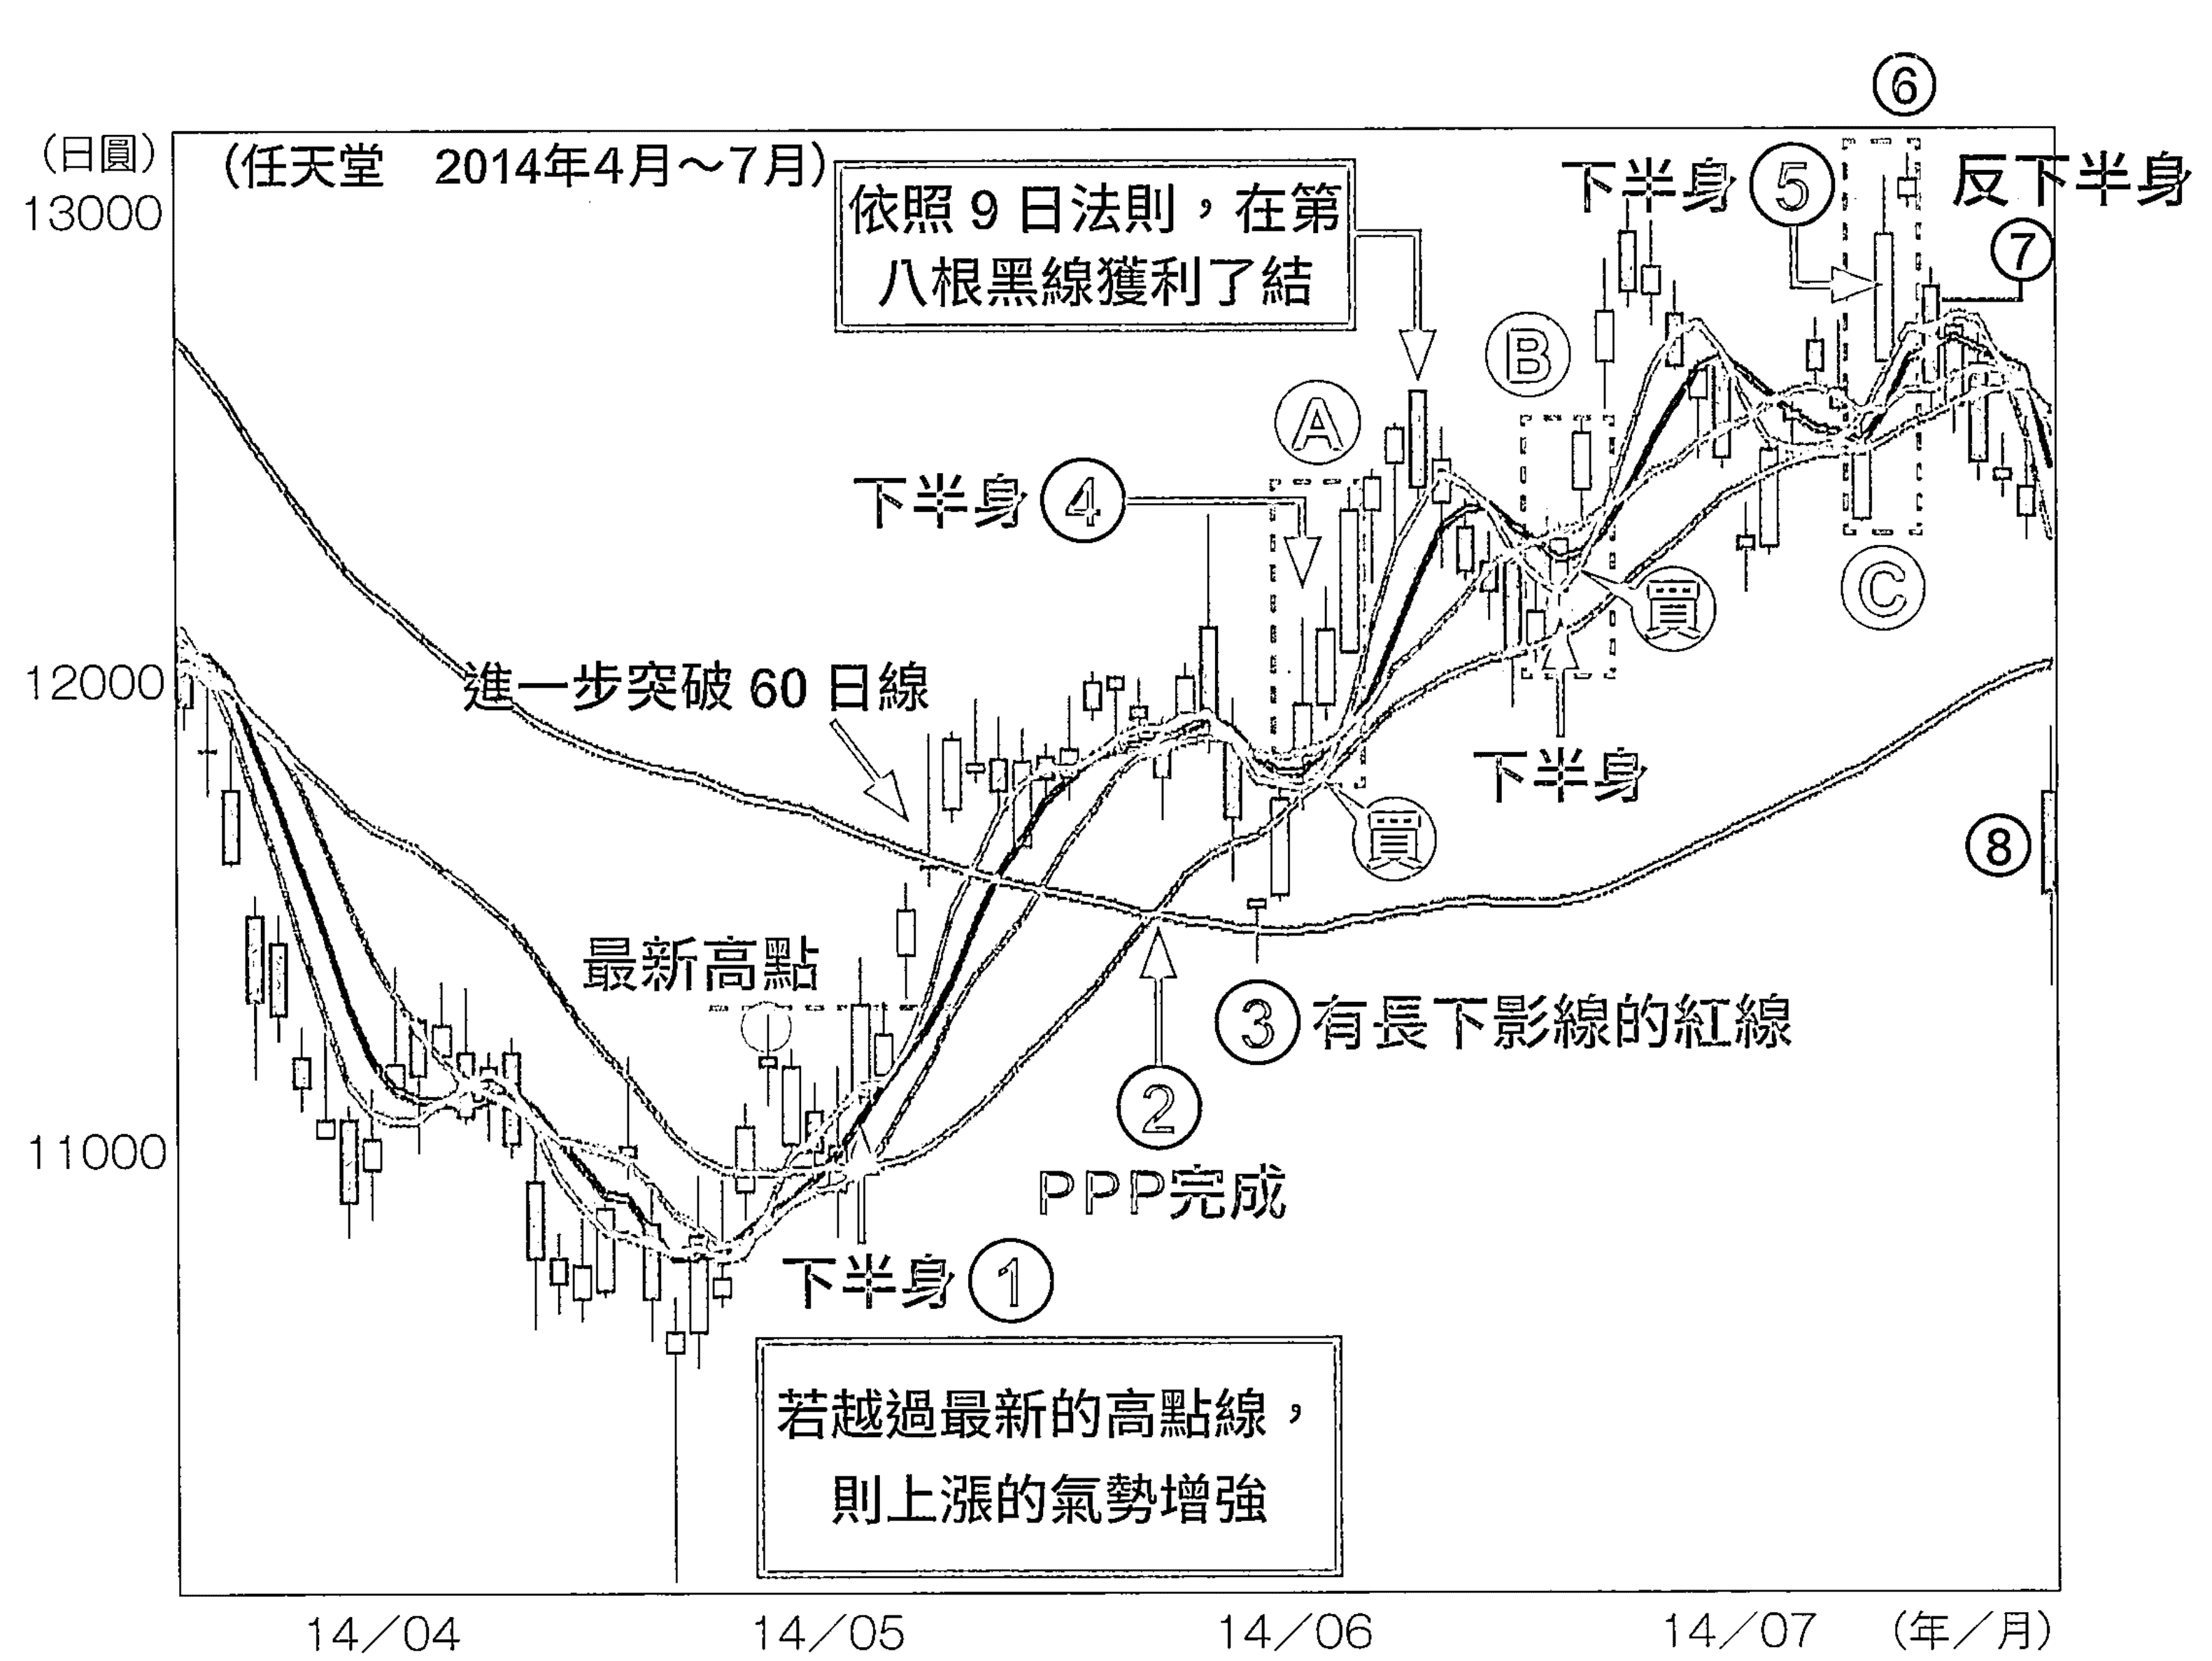 ⑥
(日圓)
(任天堂 2014年4月～7月)
13000
依照9日法則，在第
八根黑線獲利了結
下半身⑤
反下半身
⑦
B
A
下半身④
C
買
12000
進一步突破60日線
下半身
買
⑧
最新高點
③有長下影線的紅線
②
11000
PPP完成
下半身①
若越過最新的高點線，
則上漲的氣勢增強
14／04
14／05
14／06
14／07
(年／月)